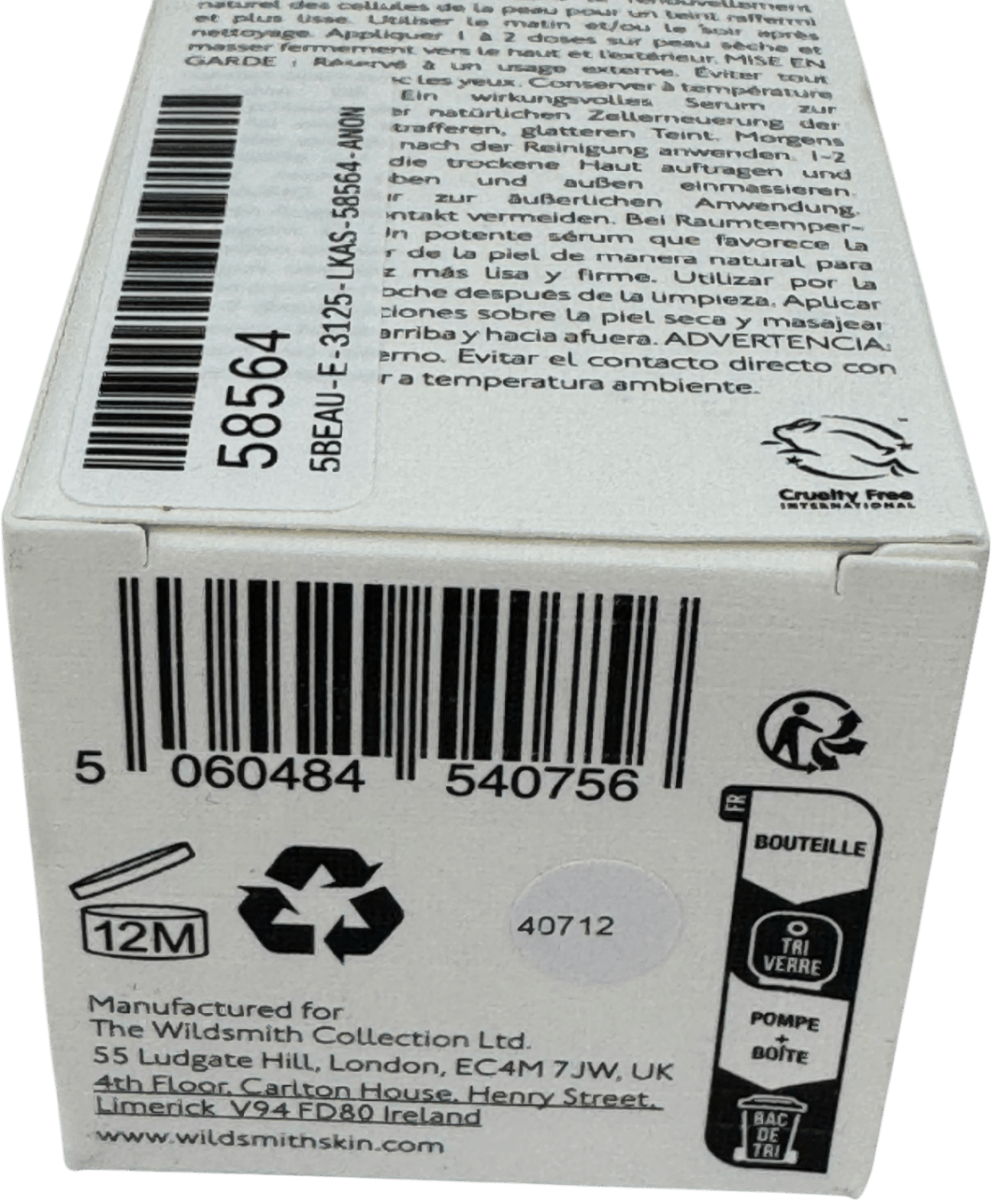 naturel des cellules de la peau pour un teint raffermi
et plus lisse. Utiliser le matin et/ou le soir après
nettoyage. Appliquer 1 à 2 doses sur peau sèche et
masser fermement vers le haut et l'extérieur. MISE EN
GARDE : Réservé à un usage externe. Éviter tout
les yeux. Conserver à température
Ein wirkungsvolles Serum zur
natürlichen Zellerneuerung der
trafferen, glatteren Teint. Morgens
nach der Reinigung anwenden. 1-2
die trockene Haut auftragen und
ben und außen einmassieren.
ur zur äußerlichen Anwendung.
ntakt vermeiden. Bei Raumtemper-
Un potente sérum que favorece la
r de la piel de manera natural para
z más lisa y firme. Utilizar por la
oche después de la limpieza. Aplicar
ciones sobre la piel seca y masajear
arriba y hacia afuera. ADVERTENCIA:
erno. Evitar el contacto directo con
r a temperatura ambiente.
58564
5BEAU-E-3125-LKAS-58564-ANON
Cruelty Free
INTERNATIONAL
5 060484 540756
12M
40712
FR
BOUTEILLE
TRI
VERRE
POMPE
+
BOÎTE
BAC
DE
TRI
Manufactured for
The Wildsmith Collection Ltd.
55 Ludgate Hill, London, EC4M 7JW, UK
4th Floor, Carlton House, Henry Street,
Limerick V94 FD80 Ireland
www.wildsmithskin.com